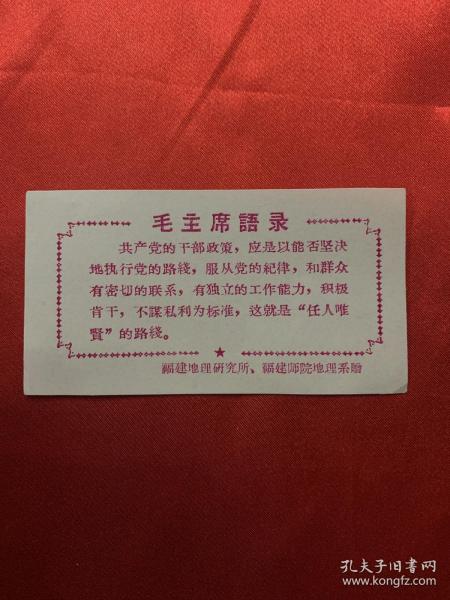 毛主席語录
共产党的干部政策，应是以能否坚决
地执行党的路綫，服从党的紀律，和群众
有密切的联系，有独立的工作能力，积极
肯干，不謀私利为标准，这就是“任人唯
賢”的路綫。
福建地理研究所、福建师院地理系贈
孔夫子旧书网
www.kongfz.com